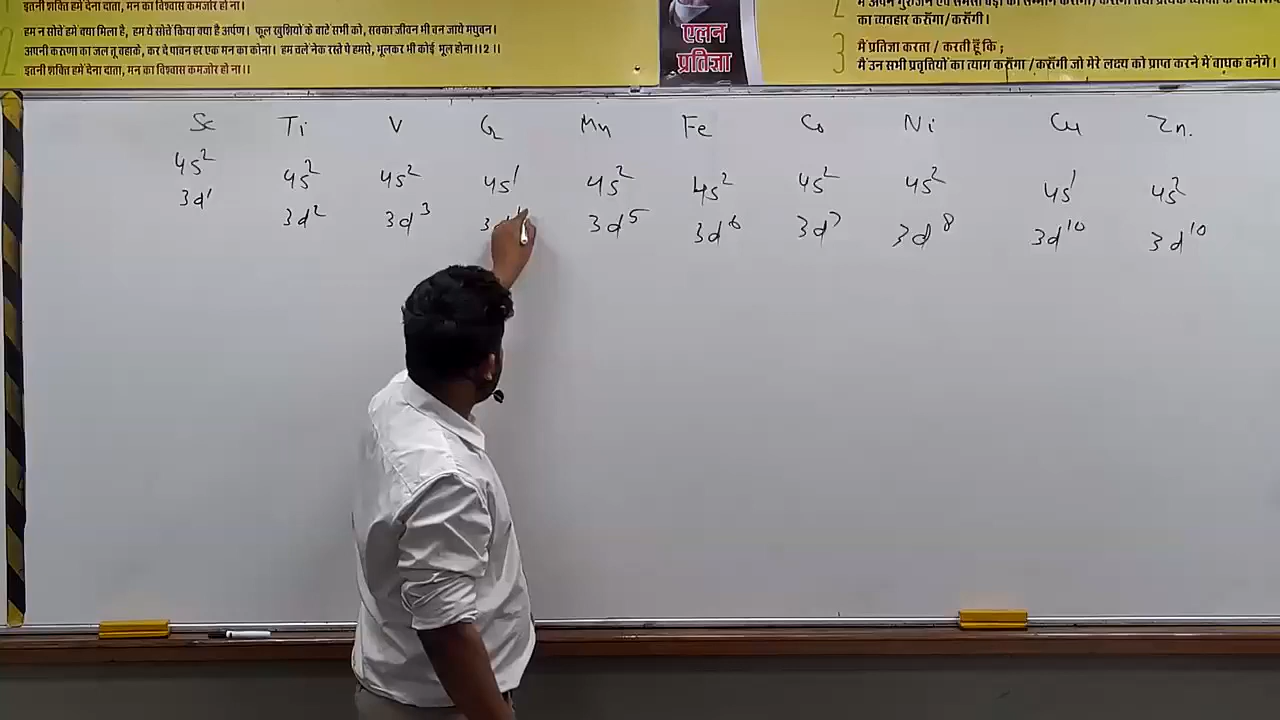 इतनी शक्ति हमें देना दाता, मन का विश्वास कमजोर हो ना।।
हम न सोचें हमें क्या मिला है, हम ये सोचें किया क्या है अर्पण। फूल खुशियों के बाटें सभी को, सबका जीवन भी बन जाये मधुबन।
2 अपनी करुणा का जल तू बहाके, कर दे पावन हर एक मन का कोना। हम चलें नेक रस्ते पे हमसे, भूलकर भी कोई भूल होना।।2।।
इतनी शक्ति हमें देना दाता, मन का विश्वास कमजोर हो ना।।
एलन
प्रतिज्ञा
2
का व्यवहार करूँगा/करूँगी।
3 मैं प्रतिज्ञा करता / करती हूँ कि ;
मैं उन सभी प्रवृत्तियों का त्याग करूँगा /करूँगी जो मेरे लक्ष्य को प्राप्त करने में बाधक बनेंगे।
Sc Ti V Cr Mn Fe Co Ni Cu Zn.
4s² 4s² 4s² 4s¹ 4s² 4s² 4s² 4s² 4s¹ 4s²
3d¹ 3d² 3d³ 3d⁵ 3d⁶ 3d⁷ 3d⁸ 3d¹⁰ 3d¹⁰